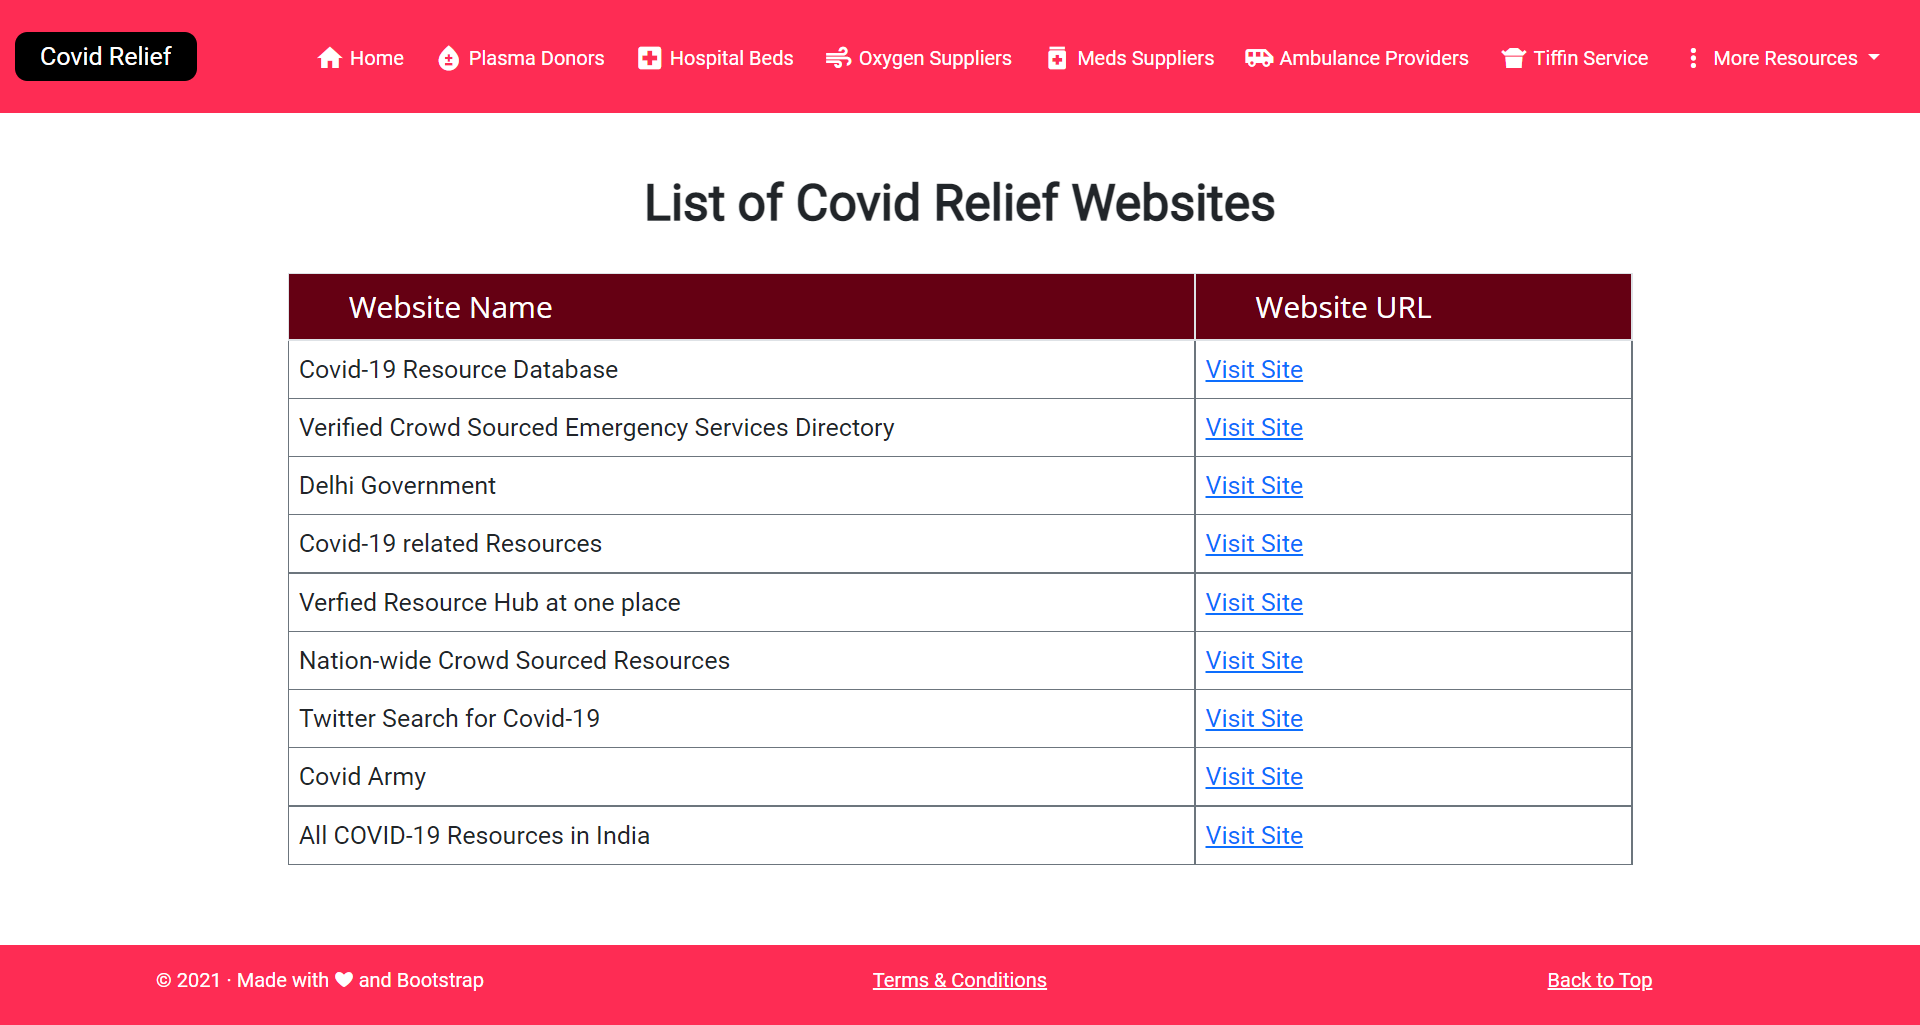 Covid Relief
Home Plasma Donors Hospital Beds Oxygen Suppliers Meds Suppliers Ambulance Providers Tiffin Service More Resources
List of Covid Relief Websites
Website Name Website URL
Covid-19 Resource Database Visit Site
Verified Crowd Sourced Emergency Services Directory Visit Site
Delhi Government Visit Site
Covid-19 related Resources Visit Site
Verfied Resource Hub at one place Visit Site
Nation-wide Crowd Sourced Resources Visit Site
Twitter Search for Covid-19 Visit Site
Covid Army Visit Site
All COVID-19 Resources in India Visit Site
© 2021 · Made with ♥ and Bootstrap Terms & Conditions Back to Top